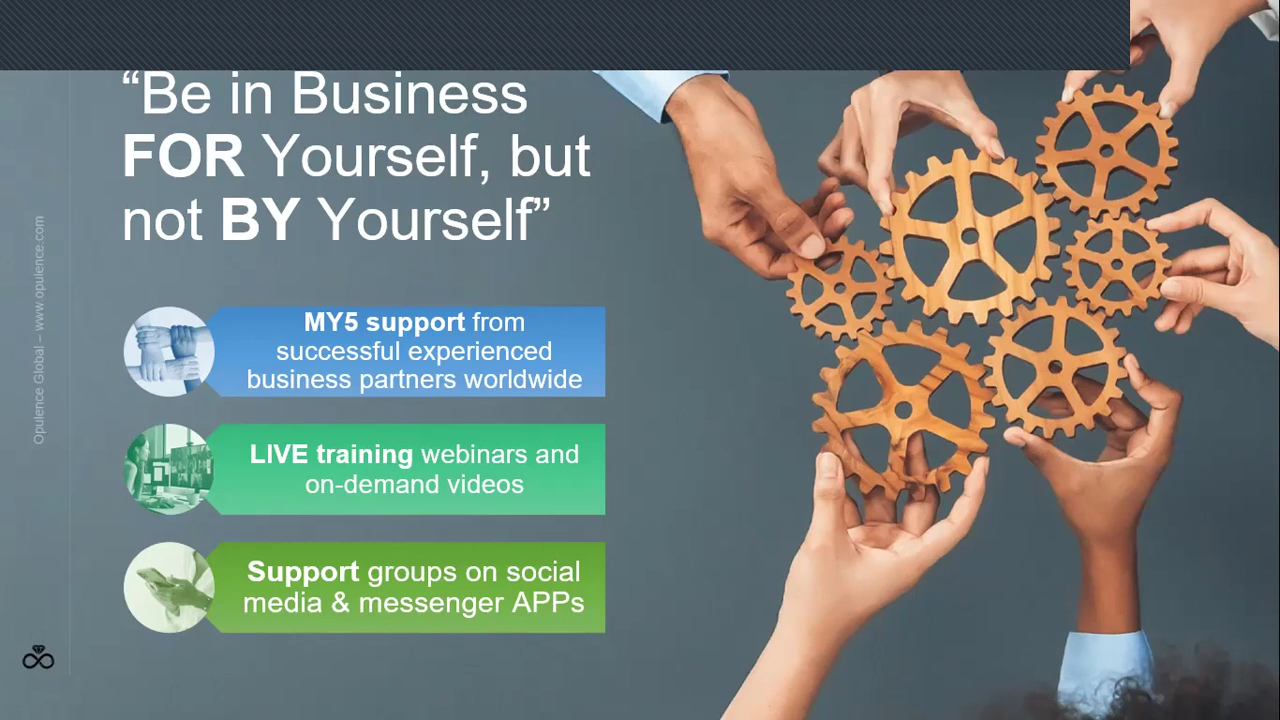 “Be in Business
FOR Yourself, but
not BY Yourself”
MY5 support from
successful experienced
business partners worldwide
LIVE training webinars and
on-demand videos
Support groups on social
media & messenger APPs
Opulence Global – www.opulence.com